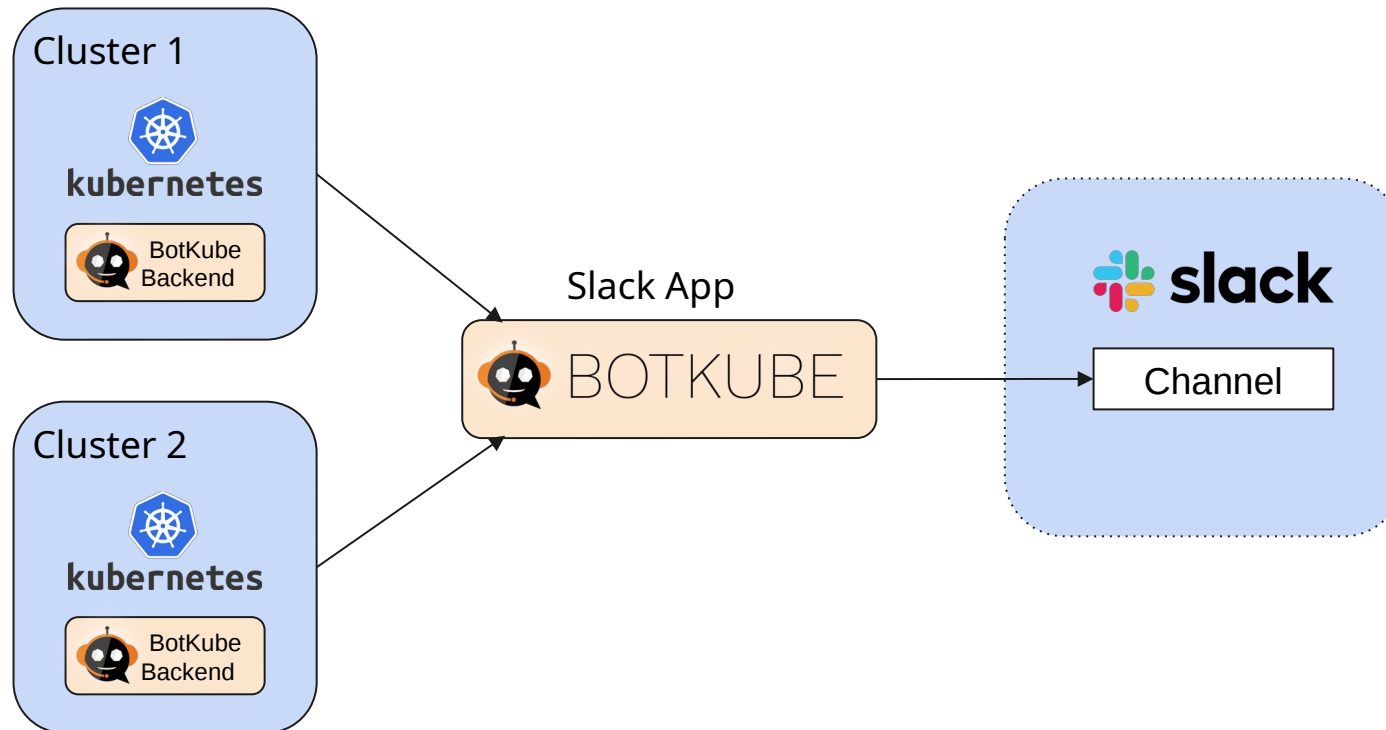 Cluster 1
kubernetes
BotKube
Backend
Cluster 2
kubernetes
BotKube
Backend
Slack App
BOTKUBE
slack
Channel